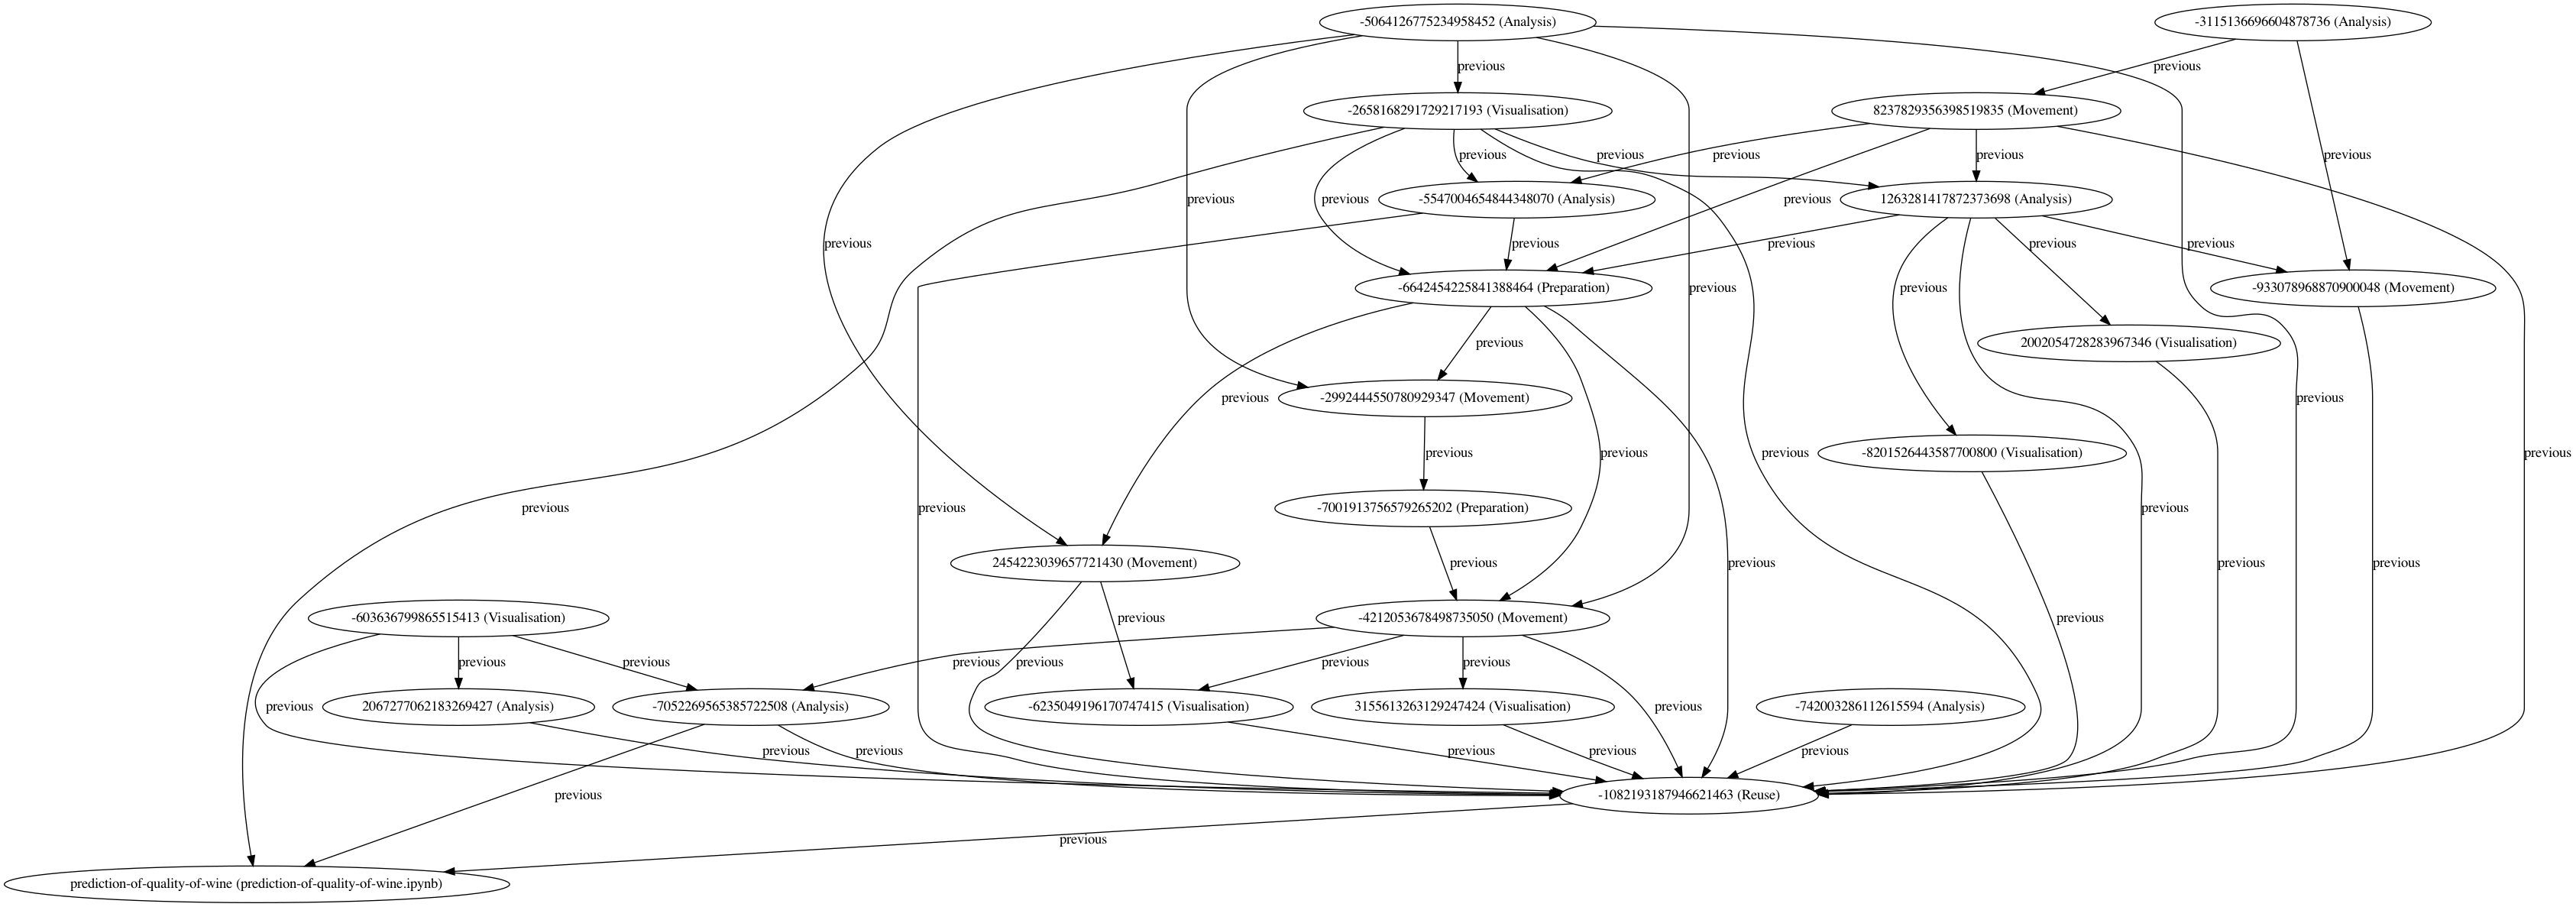 -5064126775234958452 (Analysis)
-3115136696604878736 (Analysis)
previous
previous
-2658168291729217193 (Visualisation)
8237829356398519835 (Movement)
previous
previous
previous
previous
previous
-5547004654844348070 (Analysis)
1263281417872373698 (Analysis)
previous
previous
previous
previous
previous
previous
previous
previous
-6642454225841388464 (Preparation)
previous
previous
-933078968870900048 (Movement)
previous
2002054728283967346 (Visualisation)
previous
-2992444550780929347 (Movement)
previous
previous
previous
previous
previous
-8201526443587700800 (Visualisation)
previous
previous
previous
-7001913756579265202 (Preparation)
previous
2454223039657721430 (Movement)
previous
previous
previous
previous
-603636799865515413 (Visualisation)
previous
-4212053678498735050 (Movement)
previous
previous
previous
previous
previous
previous
previous
previous
2067277062183269427 (Analysis)
-7052269565385722508 (Analysis)
-6235049196170747415 (Visualisation)
3155613263129247424 (Visualisation)
previous
-742003286112615594 (Analysis)
previous
previous
previous
previous
previous
previous
-1082193187946621463 (Reuse)
previous
prediction-of-quality-of-wine (prediction-of-quality-of-wine.ipynb)